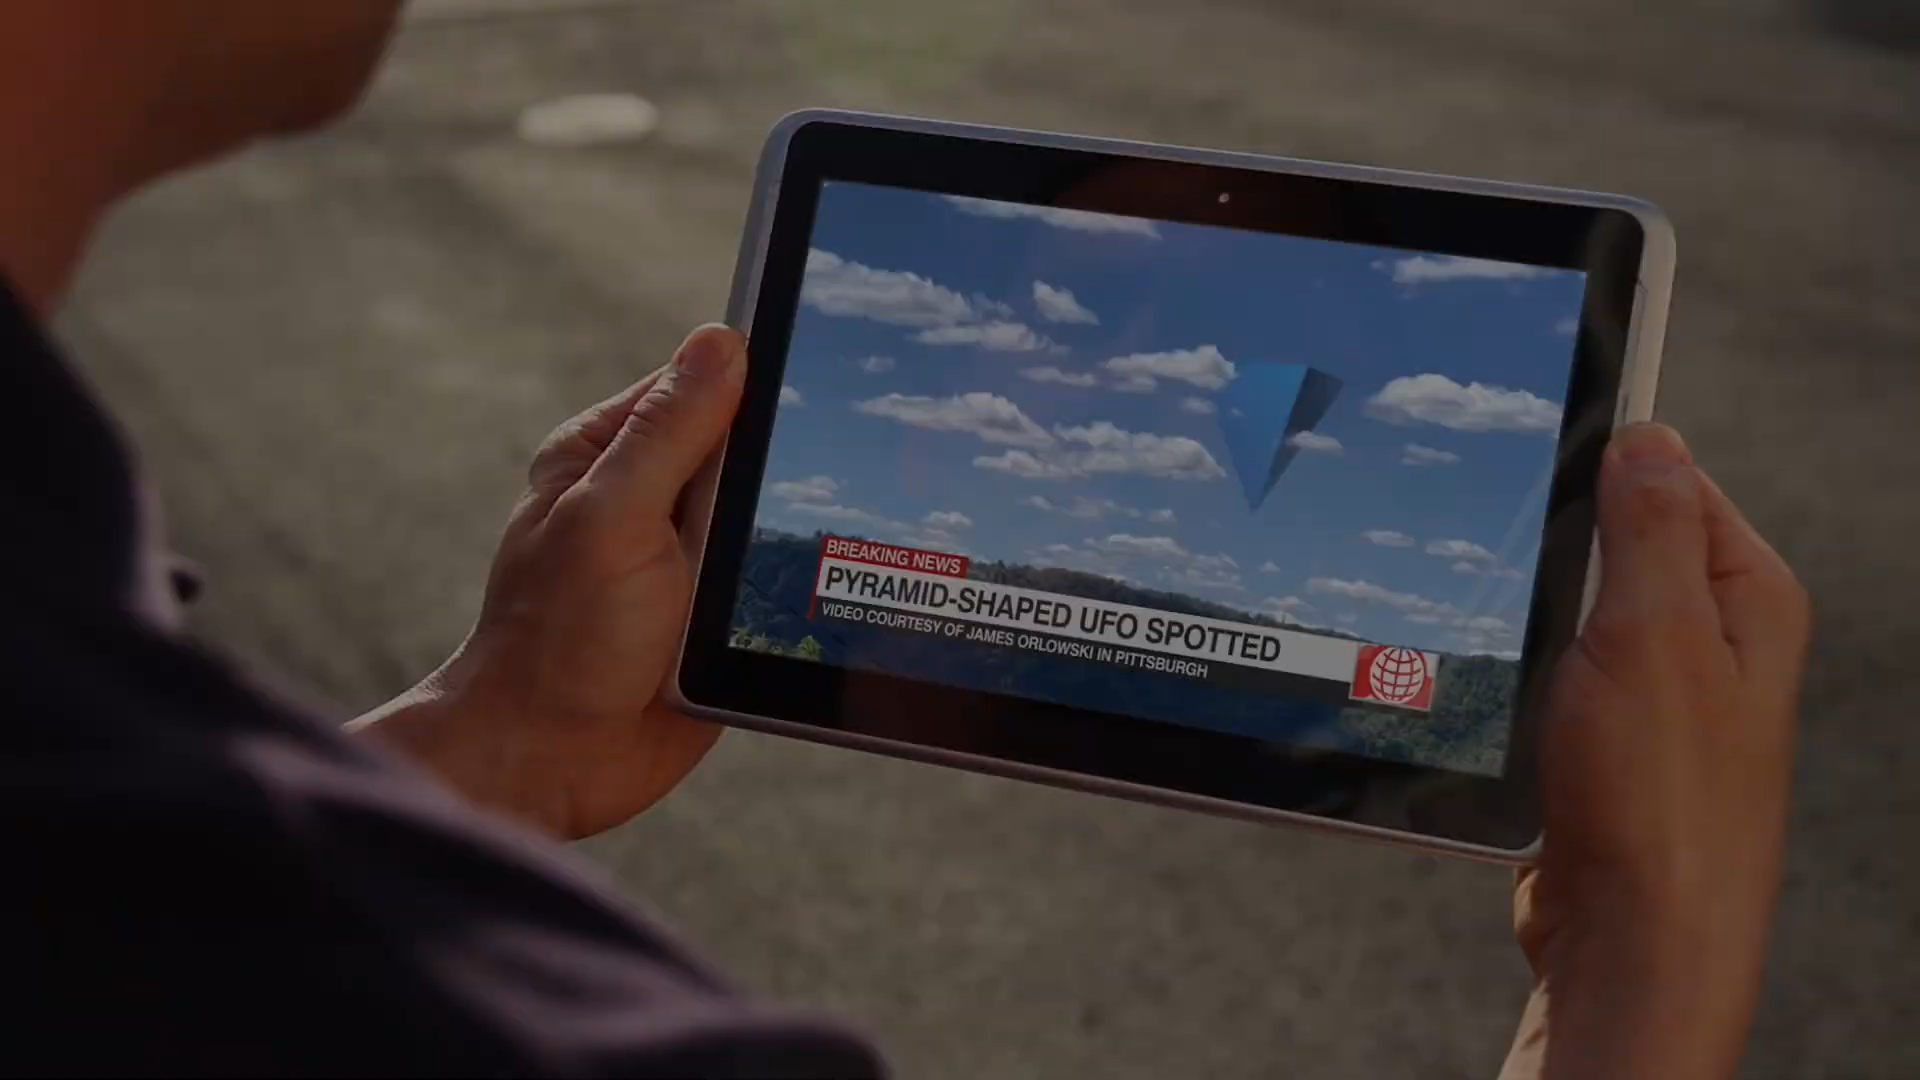 BREAKING NEWS
PYRAMID-SHAPED UFO SPOTTED
VIDEO COURTESY OF JAMES ORLOWSKI IN PITTSBURGH